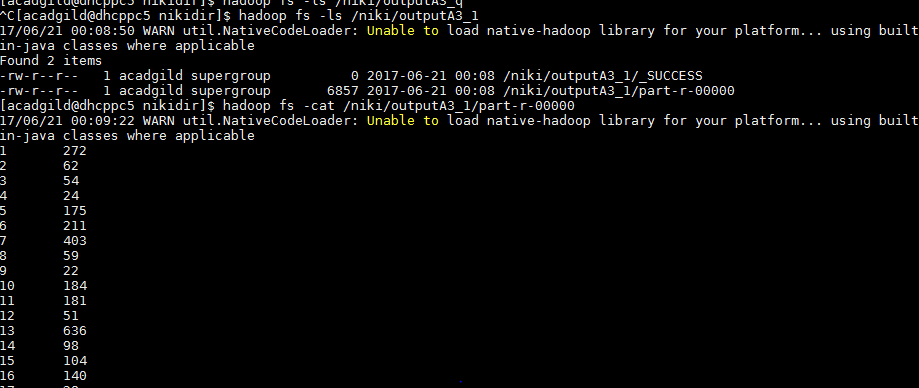 [acadgild@dhcppc5 nikidir]$ hadoop fs -ls /niki/outputA3_q
^C[acadgild@dhcppc5 nikidir]$ hadoop fs -ls /niki/outputA3_1
17/06/21 00:08:50 WARN util.NativeCodeLoader: Unable to load native-hadoop library for your platform... using built
in-java classes where applicable
Found 2 items
-rw-r--r--   1 acadgild supergroup          0 2017-06-21 00:08 /niki/outputA3_1/_SUCCESS
-rw-r--r--   1 acadgild supergroup       6857 2017-06-21 00:08 /niki/outputA3_1/part-r-00000
[acadgild@dhcppc5 nikidir]$ hadoop fs -cat /niki/outputA3_1/part-r-00000
17/06/21 00:09:22 WARN util.NativeCodeLoader: Unable to load native-hadoop library for your platform... using built
in-java classes where applicable
1       272
2       62
3       54
4       24
5       175
6       211
7       403
8       59
9       22
10      184
11      181
12      51
13      636
14      98
15      104
16      140